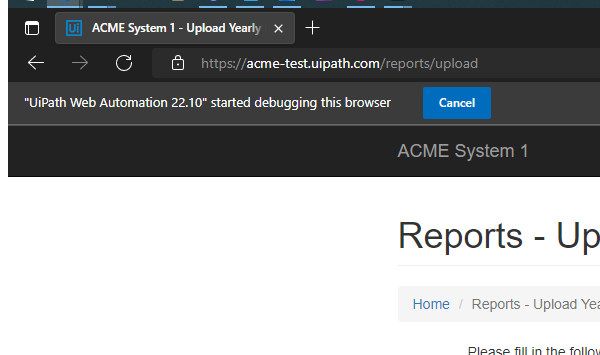 Ui ACME System 1 - Upload Yearly
https://acme-test.uipath.com/reports/upload
"UiPath Web Automation 22.10" started debugging this browser Cancel
ACME System 1
Reports - Up
Home / Reports - Upload Yea
Please fill in the follow